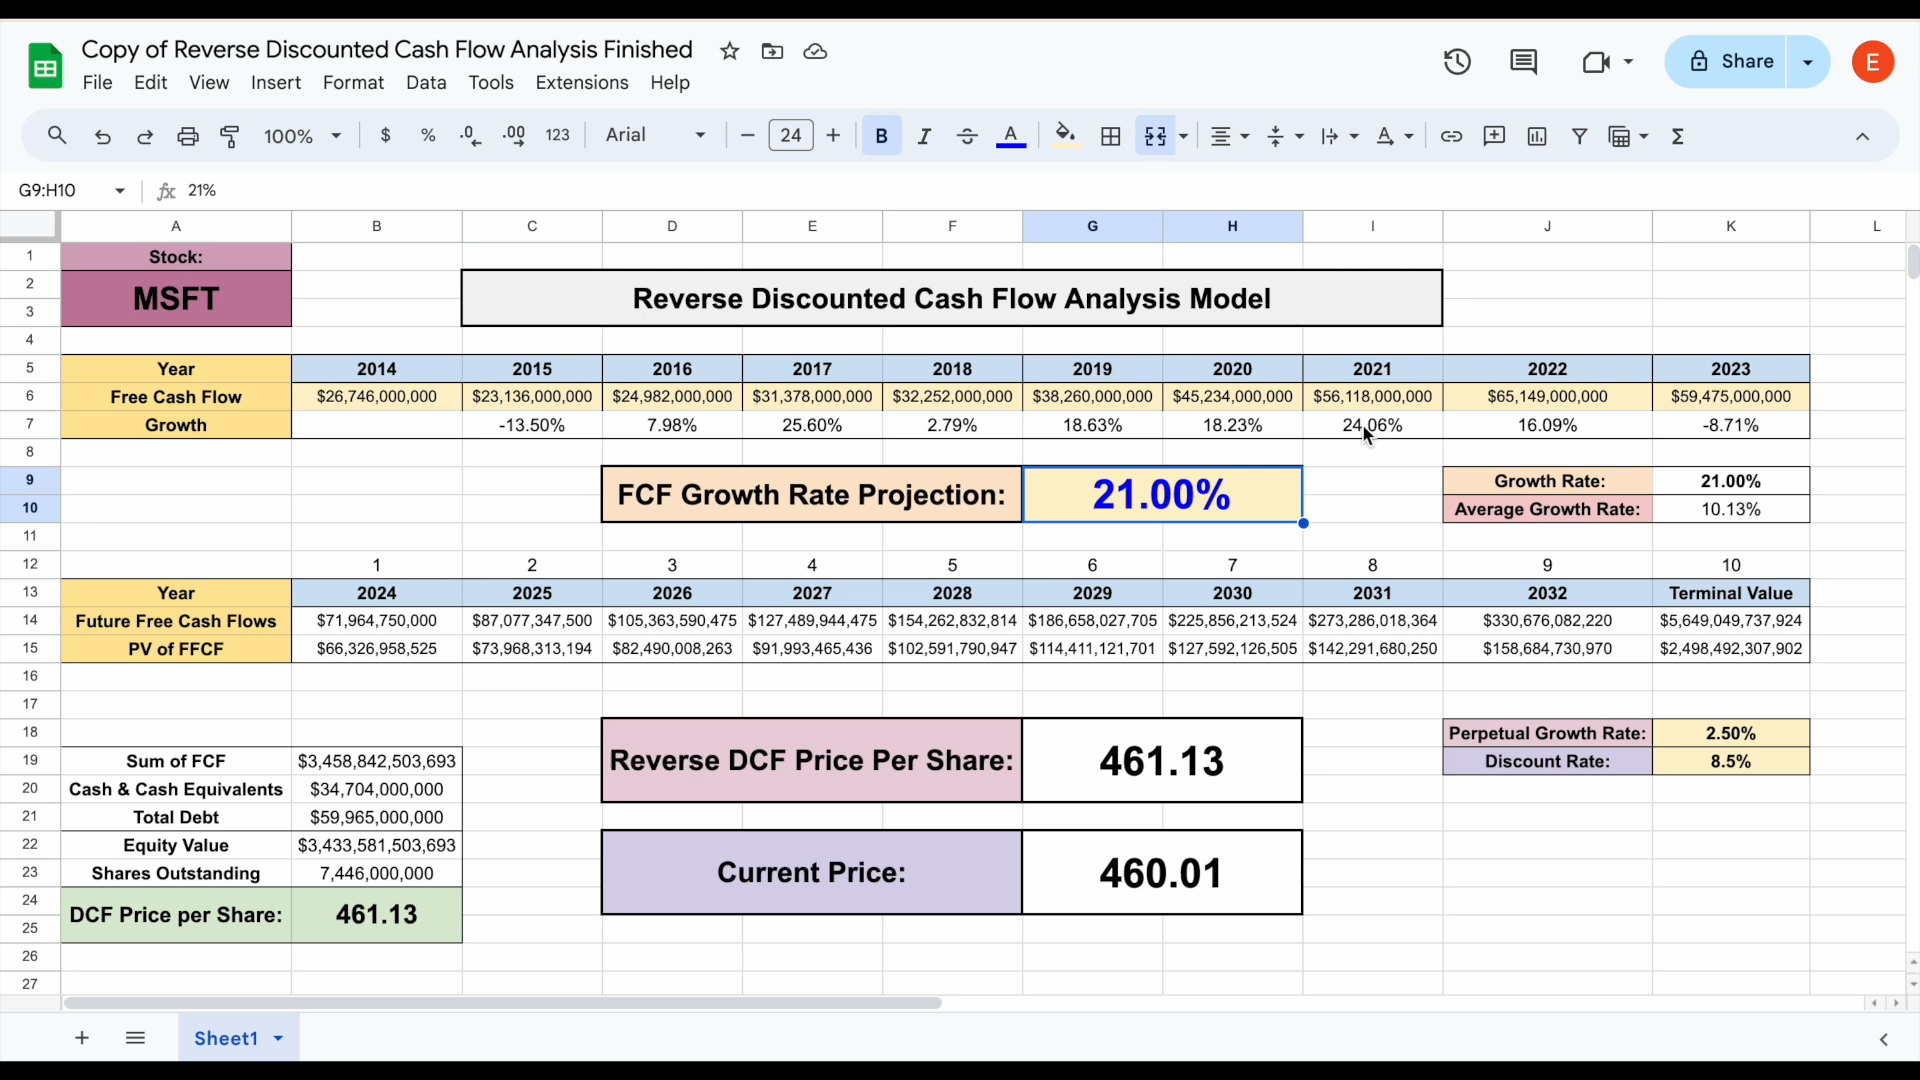 Copy of Reverse Discounted Cash Flow Analysis Finished
File Edit View Insert Format Data Tools Extensions Help
Share
E
100% $ % .0 .00 123 Arial 24 B I A
G9:H10 fx 21%
A B C D E F G H I J K L
1 Stock:
2 MSFT Reverse Discounted Cash Flow Analysis Model
3
4
5 Year 2014 2015 2016 2017 2018 2019 2020 2021 2022 2023
6 Free Cash Flow $26,746,000,000 $23,136,000,000 $24,982,000,000 $31,378,000,000 $32,252,000,000 $38,260,000,000 $45,234,000,000 $56,118,000,000 $65,149,000,000 $59,475,000,000
7 Growth -13.50% 7.98% 25.60% 2.79% 18.63% 18.23% 24.06% 16.09% -8.71%
8
9 FCF Growth Rate Projection: 21.00% Growth Rate: 21.00%
10 Average Growth Rate: 10.13%
11
12 1 2 3 4 5 6 7 8 9 10
13 Year 2024 2025 2026 2027 2028 2029 2030 2031 2032 Terminal Value
14 Future Free Cash Flows $71,964,750,000 $87,077,347,500 $105,363,590,475 $127,489,944,475 $154,262,832,814 $186,658,027,705 $225,856,213,524 $273,286,018,364 $330,676,082,220 $5,649,049,737,924
15 PV of FFCF $66,326,958,525 $73,968,313,194 $82,490,008,263 $91,993,465,436 $102,591,790,947 $114,411,121,701 $127,592,126,505 $142,291,680,250 $158,684,730,970 $2,498,492,307,902
16
17
18 Perpetual Growth Rate: 2.50%
19 Sum of FCF $3,458,842,503,693 Reverse DCF Price Per Share: 461.13 Discount Rate: 8.5%
20 Cash & Cash Equivalents $34,704,000,000
21 Total Debt $59,965,000,000
22 Equity Value $3,433,581,503,693
23 Shares Outstanding 7,446,000,000 Current Price: 460.01
24 DCF Price per Share: 461.13
25
26
27
Sheet1